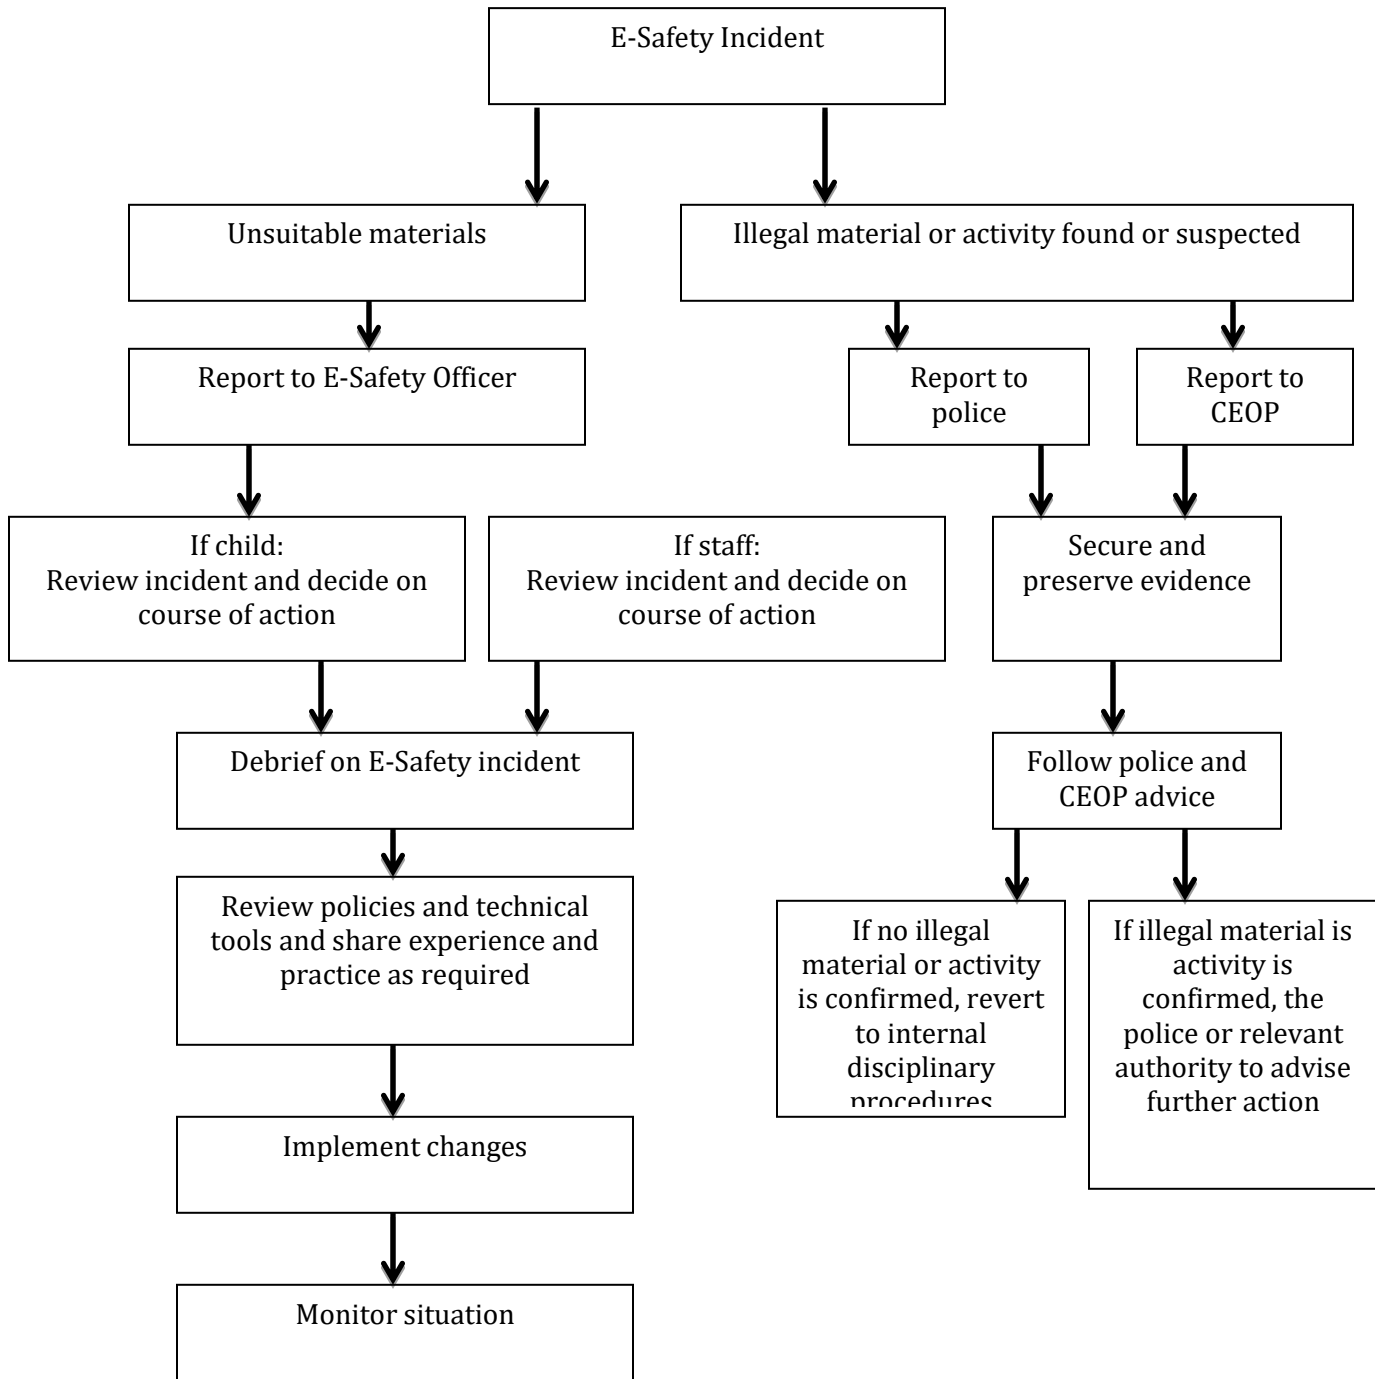 E-Safety Incident
Unsuitable materials
Illegal material or activity found or suspected
Report to E-Safety Officer
Report to
police
Report to
CEOP
If child:
Review incident and decide on
course of action
If staff:
Review incident and decide on
course of action
Secure and
preserve evidence
Debrief on E-Safety incident
Follow police and
CEOP advice
Review policies and technical
tools and share experience and
practice as required
If no illegal
material or activity
is confirmed, revert
to internal
disciplinary
procedures
If illegal material is
activity is
confirmed, the
police or relevant
authority to advise
further action
Implement changes
Monitor situation